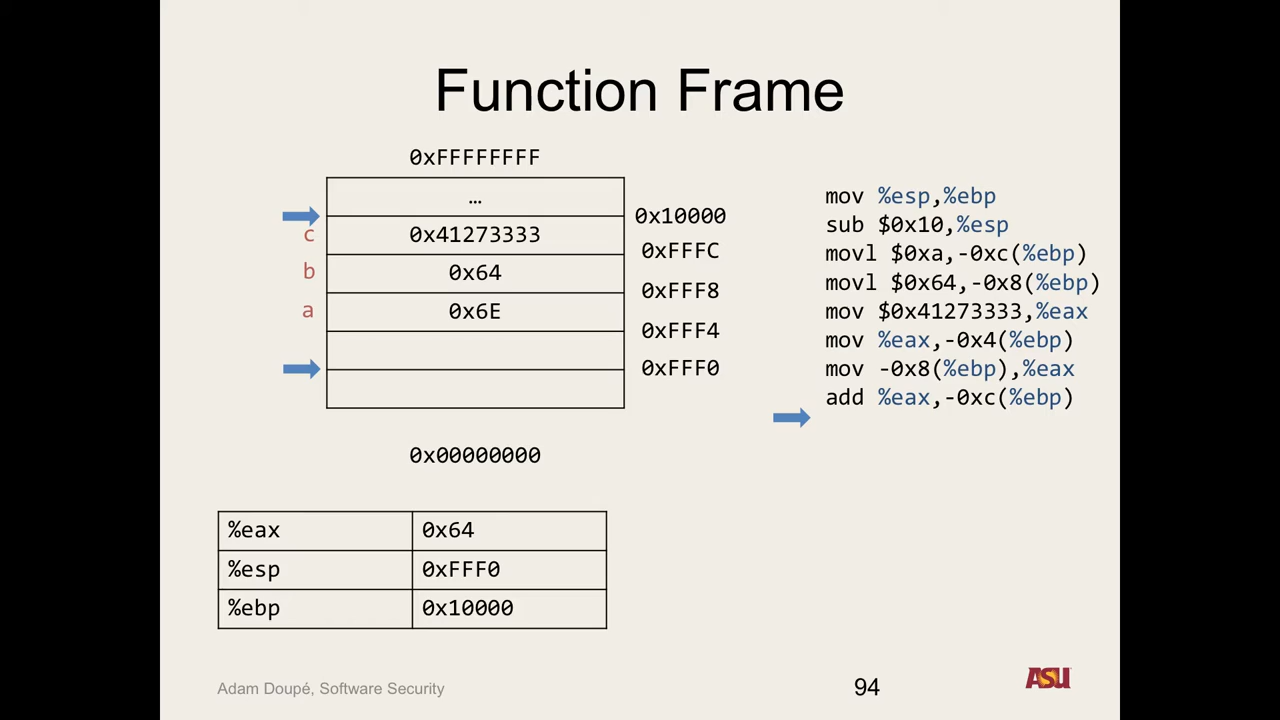 Function Frame
0xFFFFFFFF
…
0x10000
c 0x41273333
0xFFFC
b 0x64
0xFFF8
a 0x6E
0xFFF4
0xFFF0
0x00000000
mov %esp,%ebp
sub $0x10,%esp
movl $0xa,-0xc(%ebp)
movl $0x64,-0x8(%ebp)
mov $0x41273333,%eax
mov %eax,-0x4(%ebp)
mov -0x8(%ebp),%eax
add %eax,-0xc(%ebp)
%eax 0x64
%esp 0xFFF0
%ebp 0x10000
Adam Doupé, Software Security
94
ASU